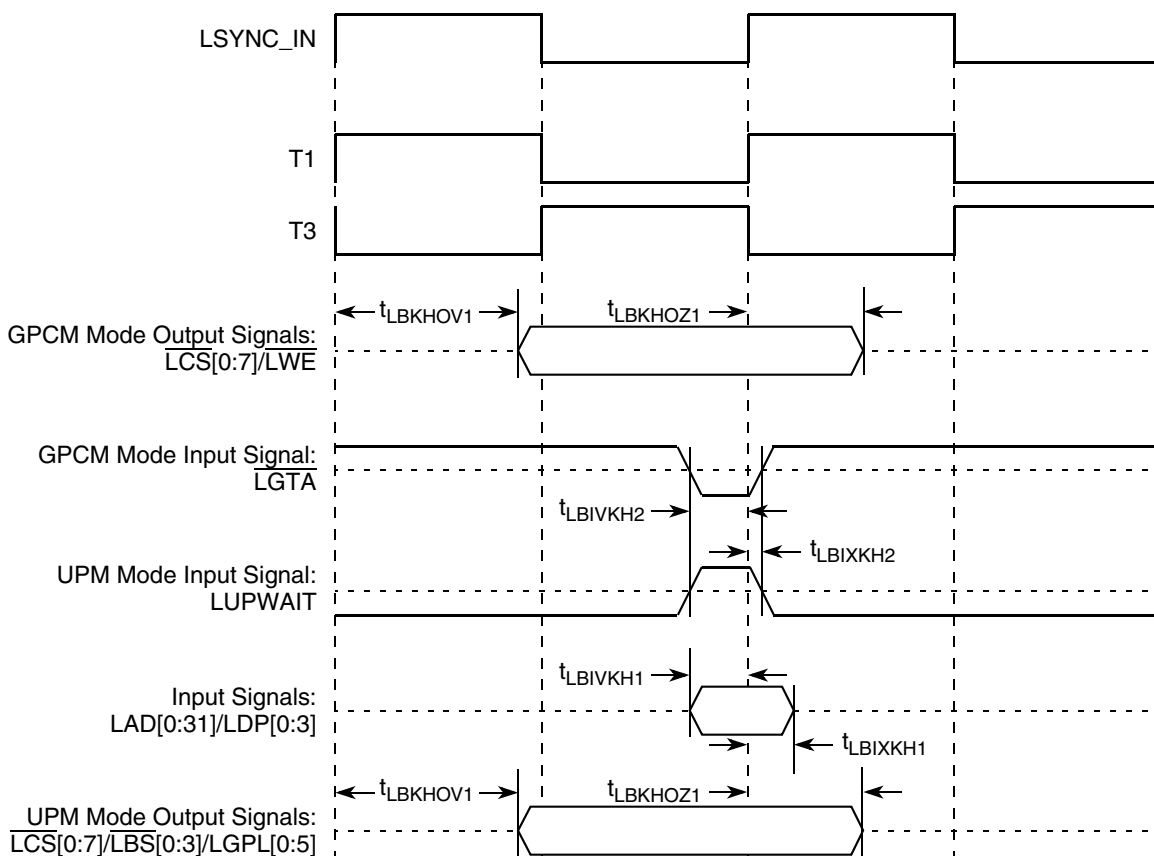 LSYNC_IN
T1
T3
tLBKHOV1
tLBKHOZ1
GPCM Mode Output Signals:
LCS[0:7]/LWE
GPCM Mode Input Signal:
LGTA
tLBIVKH2
tLBIXKH2
UPM Mode Input Signal:
LUPWAIT
tLBIVKH1
Input Signals:
LAD[0:31]/LDP[0:3]
tLBIXKH1
tLBKHOV1
tLBKHOZ1
UPM Mode Output Signals:
LCS[0:7]/LBS[0:3]/LGPL[0:5]